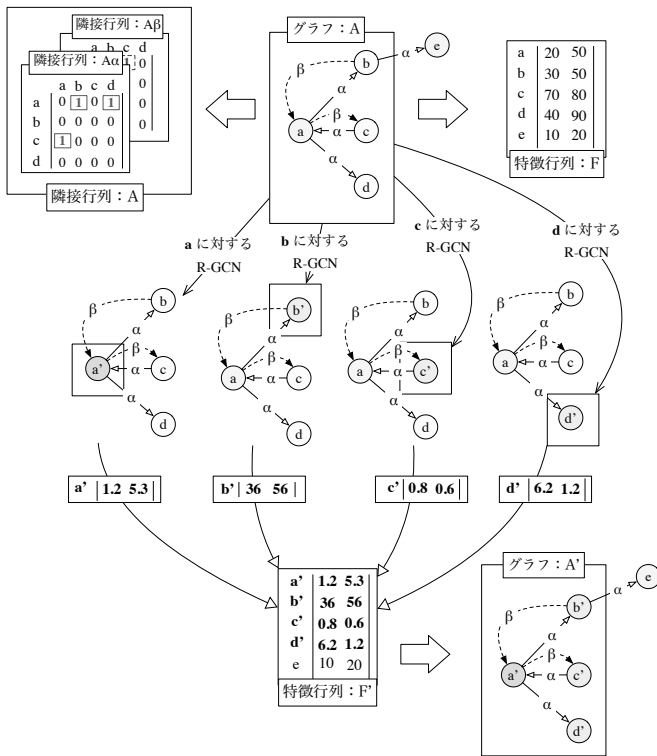 隣接行列：Aβ
a b c d
1 0
0
0
0
隣接行列：Aα
a b c d
a 0 1 0 1
b 0 0 0 0
c 1 0 0 0
d 0 0 0 0
隣接行列：A
グラフ：A
e
α
b
β
α
a
β
α
c
α
d
a 20 50
b 30 50
c 70 80
d 40 90
e 10 20
特徴行列：F
a に対する
R-GCN
b に対する
R-GCN
c に対する
R-GCN
d に対する
R-GCN
b
β
α
a'
β
α
c
α
d
b'
β
α
a
β
α
c
α
d
b
β
α
a
β
α
c'
α
d
b
β
α
a
β
α
c
α
d'
a' 1.2 5.3
b' 36 56
c' 0.8 0.6
d' 6.2 1.2
a' 1.2 5.3
b' 36 56
c' 0.8 0.6
d' 6.2 1.2
e 10 20
特徴行列：F'
グラフ：A'
e
α
b'
β
α
a'
β
α
c'
α
d'